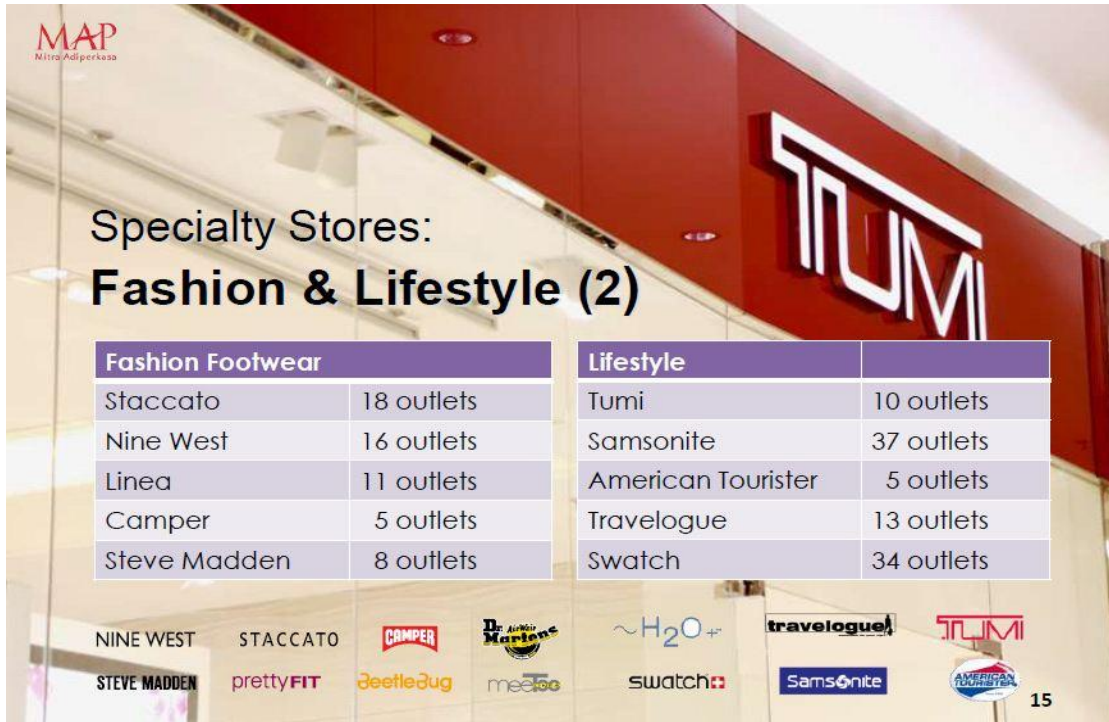 MAP
Mitra Adiperkasa
TUMI
Specialty Stores:
Fashion & Lifestyle (2)
Fashion Footwear
Staccato 18 outlets
Nine West 16 outlets
Linea 11 outlets
Camper 5 outlets
Steve Madden 8 outlets
Lifestyle
Tumi 10 outlets
Samsonite 37 outlets
American Tourister 5 outlets
Travelogue 13 outlets
Swatch 34 outlets
NINE WEST STACCATO CAMPER Dr. AirWair Martens ~H2O+ travelogue TUMI
STEVE MADDEN prettyFIT BeetleBug meeToo swatch Samsonite AMERICAN TOURISTER
15